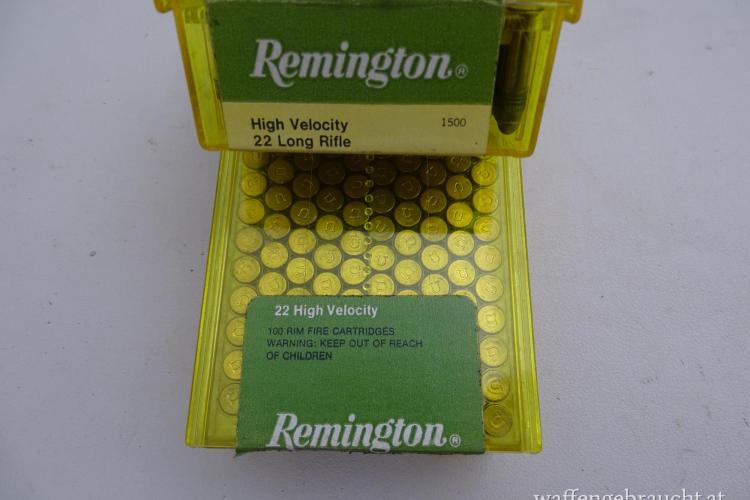 Remington®
High Velocity 1500
22 Long Rifle
22 High Velocity
100 RIM FIRE CARTRIDGES
WARNING: KEEP OUT OF REACH
OF CHILDREN
Remington®
waffengebraucht.at